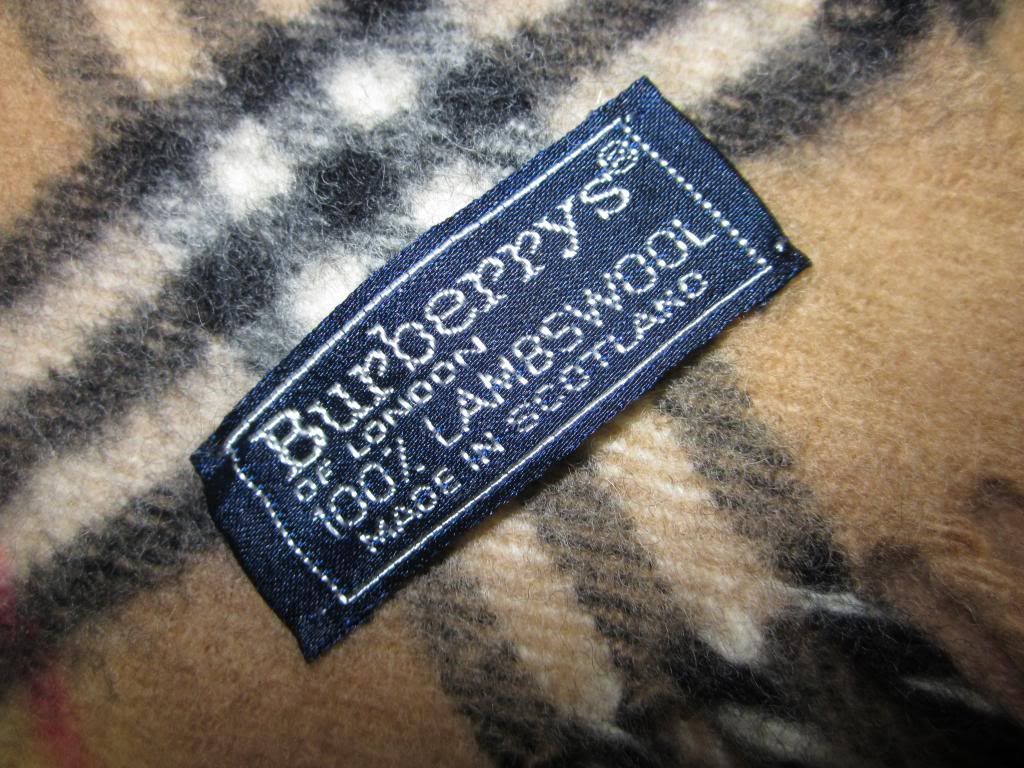 Burberrys®
OF LONDON
100% LAMBSWOOL
MADE IN SCOTLAND